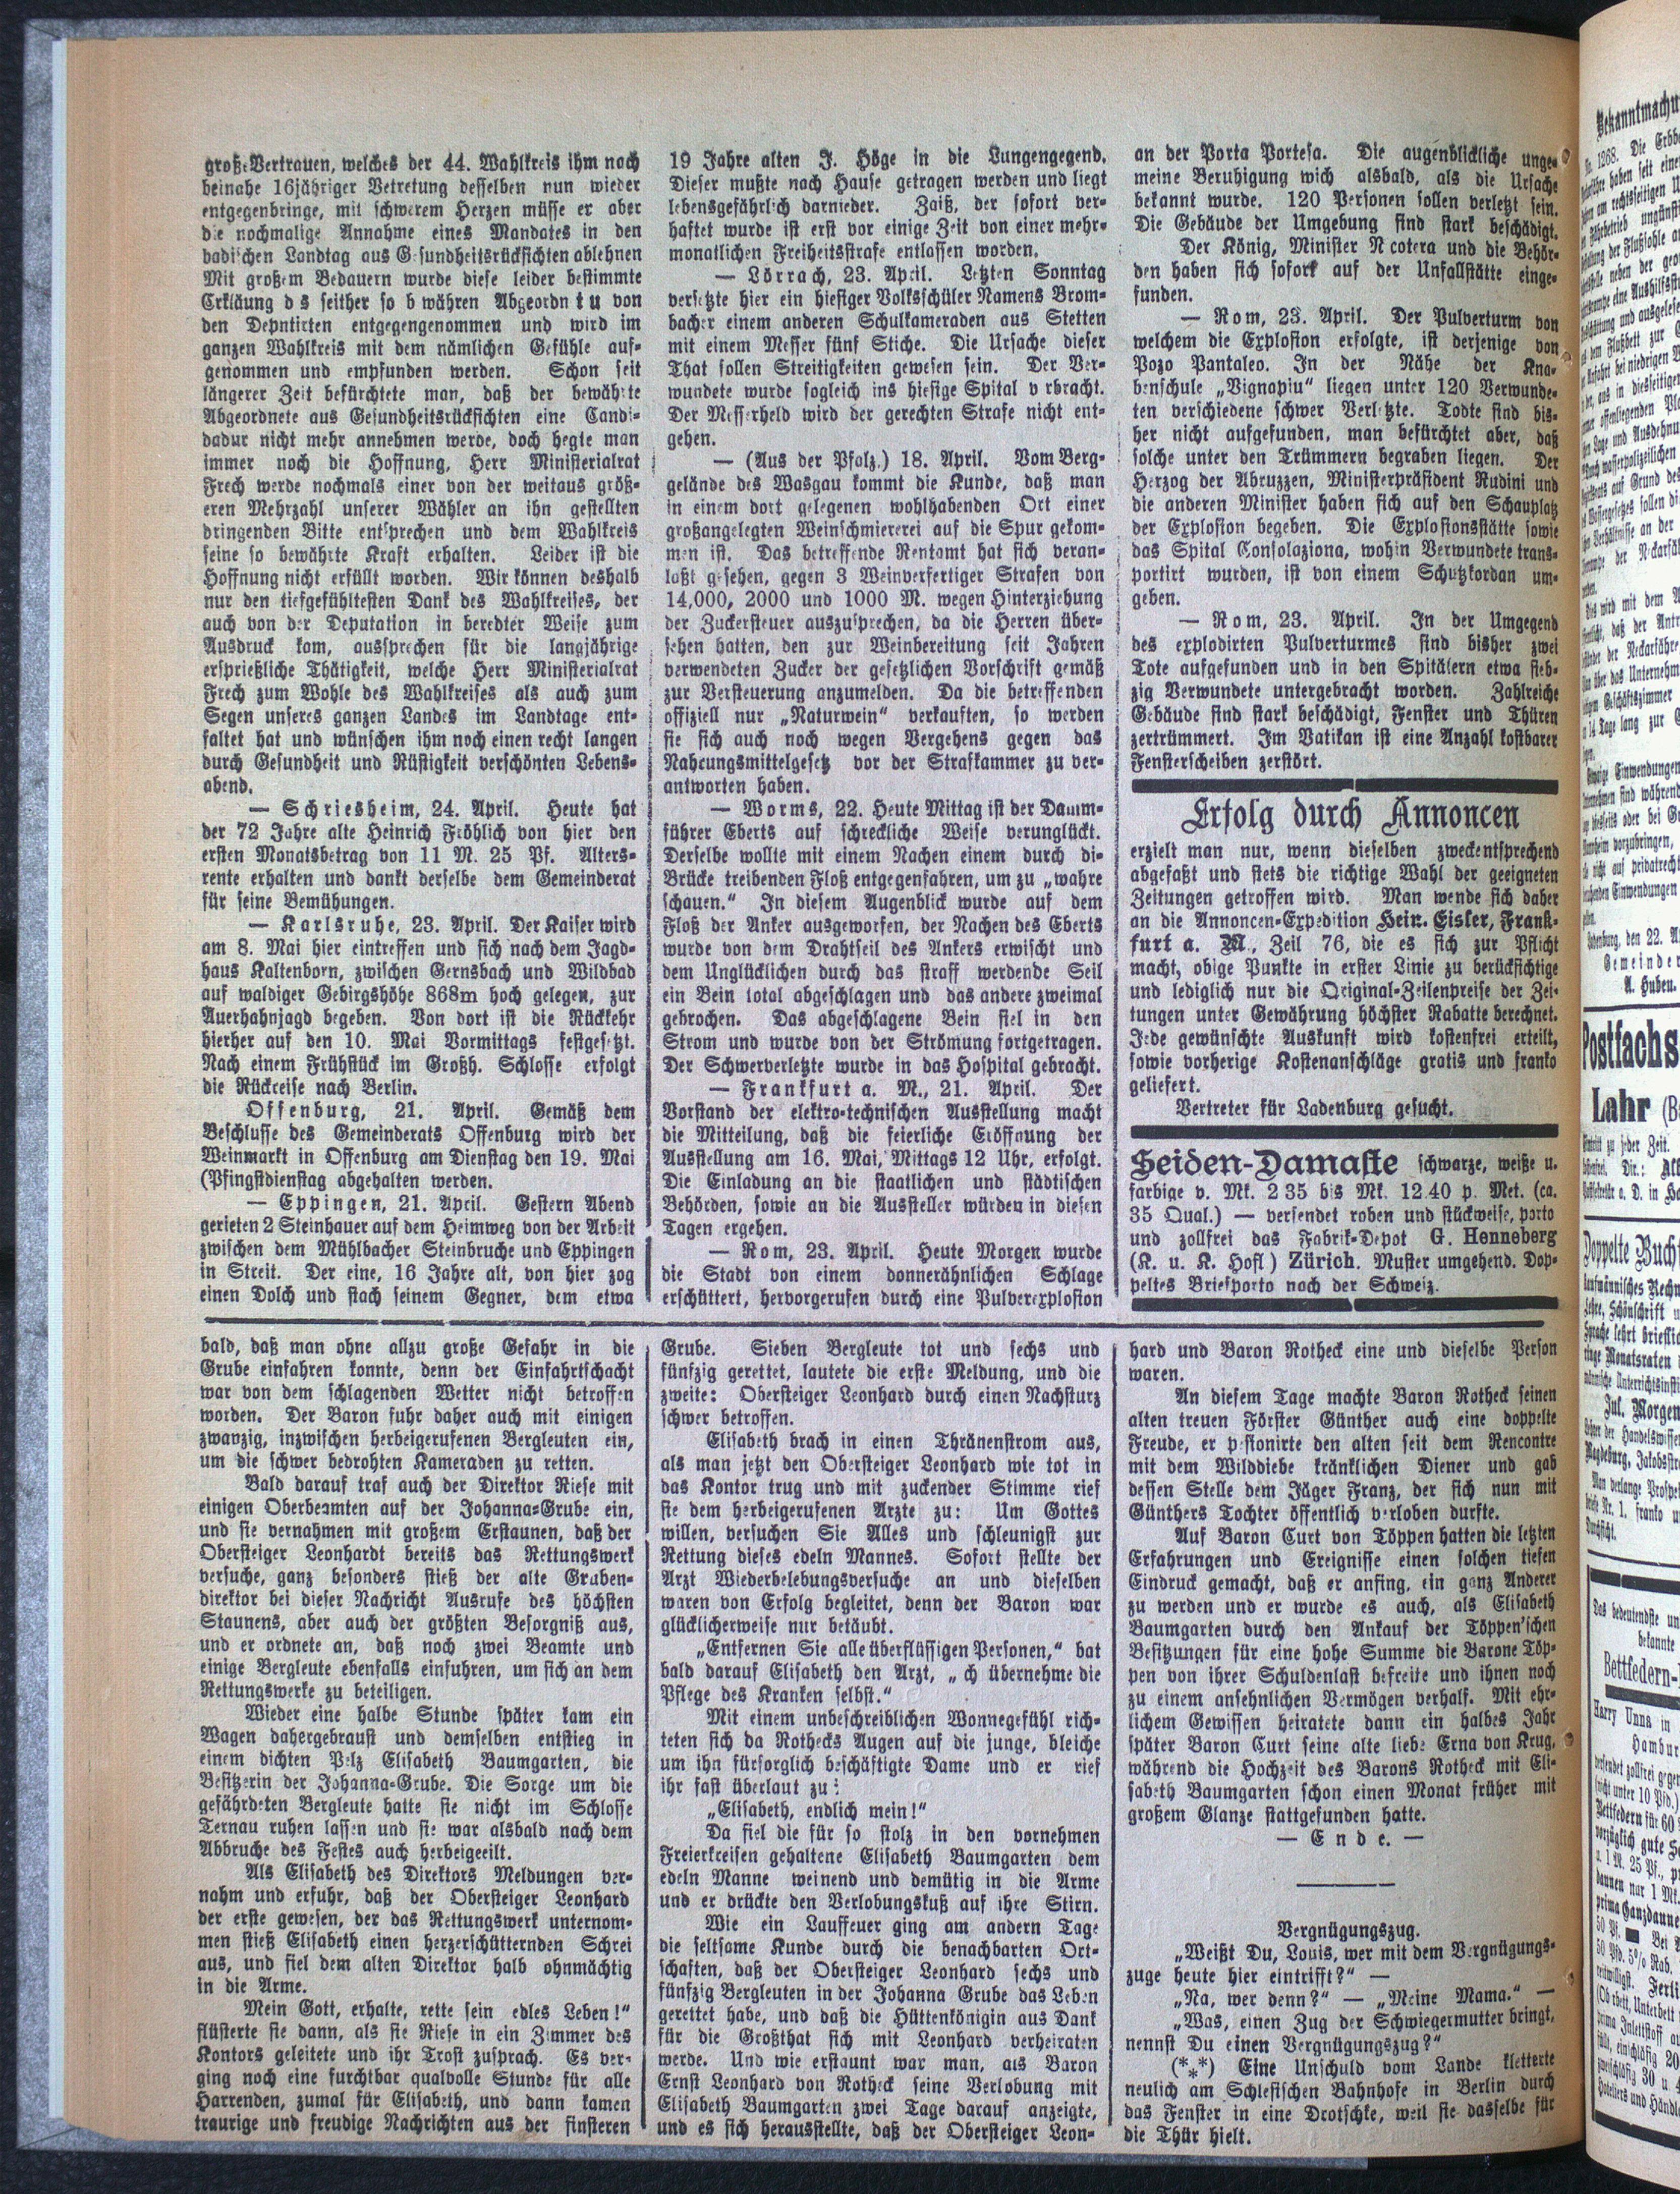 große Vertrauen, welches der 44. Wahlkreis ihm nach
beinahe 16jähriger Vetretung desselben nun wieder
entgegenbringe, mit schwerem Herzen müsse er aber
die nochmalige Annahme eines Mandates in den
badischen Landtag aus Gesundheitsrücksichten ablehnen
Mit großem Bedauern wurde diese leider bestimmte
Erkläung d s seither so b währen Abgeordn t u von
den Depntirten entgegengenommen und wird im
ganzen Wahlkreis mit dem nämlichen Gefühle auf-
genommen und empfunden werden. Schon seit
längerer Zeit befürchtete man, daß der bewährte
Abgeordnete aus Gesundheitsrücksichten eine Candi-
dadur nicht mehr annehmen werde, doch hegte man
immer noch die Hoffnung, Herr Ministerialrat
Frech werde nochmals einer von der weitaus größ-
eren Mehrzahl unserer Wähler an ihn gestellten
dringenden Bitte entsprechen und dem Wahlkreis
seine so bewährte Kraft erhalten. Leider ist die
Hoffnung nicht erfüllt worden. Wir können deshalb
nur den tiefgefühltesten Dank des Wahlkreises, der
auch von der Deputation in beredter Weise zum
Ausdruck kam, aussprechen für die langjährige
ersprießliche Thätigkeit, welche Herr Ministerialrat
Frech zum Wohle des Wahlkreises als auch zum
Segen unseres ganzen Landes im Landtage ent-
faltet hat und wünschen ihm noch einen recht langen
durch Gesundheit und Rüstigkeit verschönten Lebens-
abend.
— Schriesheim, 24. April. Heute hat
der 72 Jahre alte Heinrich Fröhlich von hier den
ersten Monatsbetrag von 11 M. 25 Pf. Alters-
rente erhalten und dankt derselbe dem Gemeinderat
für seine Bemühungen.
— Karlsruhe, 23. April. Der Kaiser wird
am 8. Mai hier eintreffen und sich nach dem Jagd-
haus Kaltenborn, zwischen Gernsbach und Wildbad
auf waldiger Gebirgshöhe 868m hoch gelegen, zur
Auerhahnjagd begeben. Von dort ist die Rückkehr
hierher auf den 10. Mai Vormittags festgesetzt.
Nach einem Frühstück im Großh. Schlosse erfolgt
die Rückreise nach Berlin.
Offenburg, 21. April. Gemäß dem
Beschlusse des Gemeinderats Offenburg wird der
Weinmarkt in Offenburg am Dienstag den 19. Mai
(Pfingstdienstag abgehalten werden.
— Eppingen, 21. April. Gestern Abend
gerieten 2 Steinhauer auf dem Heimweg von der Arbeit
zwischen dem Mühlbacher Steinbruche und Eppingen
in Streit. Der eine, 16 Jahre alt, von hier zog
einen Dolch und stach seinem Gegner, dem etwa
19 Jahre alten J. Höge in die Lungengegend.
Dieser mußte nach Hause getragen werden und liegt
lebensgefährlich darnieder. Zaiß, der sofort ver-
haftet wurde ist erst vor einige Zeit von einer mehr-
monatlichen Freiheitsstrafe entlassen worden.
— Lörrach, 23. April. Letzten Sonntag
versetzte hier ein hiesiger Volksschüler Namens Brom-
bacher einem anderen Schulkameraden aus Stetten
mit einem Messer fünf Stiche. Die Ursache dieser
That sollen Streitigkeiten gewesen sein. Der Ver-
wundete wurde sogleich ins hiesige Spital v rbracht.
Der Messerheld wird der gerechten Strafe nicht ent-
gehen.
— (Aus der Pfalz.) 18. April. Vom Berg-
gelände des Wasgau kommt die Kunde, daß man
in einem dort gelegenen wohlhabenden Ort einer
großangelegten Weinschmiererei auf die Spur gekom-
men ist. Das betreffende Rentamt hat sich veran-
laßt gesehen, gegen 3 Weinverfertiger Strafen von
14,000, 2000 und 1000 M. wegen Hinterziehung
der Zuckersteuer auszusprechen, da die Herren über-
sehen hatten, den zur Weinbereitung seit Jahren
verwendeten Zucker der gesetzlichen Vorschrift gemäß
zur Versteuerung anzumelden. Da die betreffenden
offiziell nur „Naturwein“ verkauften, so werden
sie sich auch noch wegen Vergehens gegen das
Nahrungsmittelgesetz vor der Strafkammer zu ver-
antworten haben.
— Worms, 22. Heute Mittag ist der Damm-
führer Eberts auf schreckliche Weise verunglückt.
Derselbe wollte mit einem Nachen einem durch di-
Brücke treibenden Floß entgegenfahren, um zu „wahre
schauen.“ In diesem Augenblick wurde auf dem
Floß der Anker ausgeworfen, der Nachen des Eberts
wurde von dem Drahtseil des Ankers erwischt und
dem Unglücklichen durch das straff werdende Seil
ein Bein total abgeschlagen und das andere zweimal
gebrochen. Das abgeschlagene Bein fiel in den
Strom und wurde von der Strömung fortgetragen.
Der Schwerverletzte wurde in das Hospital gebracht.
— Frankfurt a. M., 21. April. Der
Vorstand der elektro-technischen Ausstellung macht
die Mitteilung, daß die feierliche Eröffnung der
Ausstellung am 16. Mai, Mittags 12 Uhr, erfolgt.
Die Einladung an die staatlichen und städtischen
Behörden, sowie an die Aussteller würden in diesen
Tagen ergehen.
— Rom, 23. April. Heute Morgen wurde
die Stadt von einem donnerähnlichen Schlage
erschüttert, hervorgerufen durch eine Pulverexplosion
an der Porta Portesa. Die augenblickliche unge-
meine Beruhigung wich alsbald, als die Ursache
bekannt wurde. 120 Personen sollen verletzt sein.
Die Gebäude der Umgebung sind stark beschädigt.
Der König, Minister N cotera und die Behör-
den haben sich sofort auf der Unfallstätte einge-
funden.
— Rom, 23. April. Der Pulverturm von
welchem die Explosion erfolgte, ist derjenige von
Pozo Pantaleo. In der Nähe der Kna-
benschule „Vignapiu“ liegen unter 120 Verwunde-
ten verschiedene schwer Verletzte. Todte sind bis-
her nicht aufgefunden, man befürchtet aber, daß
solche unter den Trümmern begraben liegen. Der
Herzog der Abruzzen, Ministerpräsident Rudini und
die anderen Minister haben sich auf den Schauplatz
der Explosion begeben. Die Explosionsstätte sowie
das Spital Consolaziona, wohin Verwundete trans-
portirt wurden, ist von einem Schutzkordan um-
geben.
— Rom, 23. April. In der Umgegend
des explodirten Pulverturmes sind bisher zwei
Tote aufgefunden und in den Spitälern etwa sieb-
zig Verwundete untergebracht worden. Zahlreiche
Gebäude sind stark beschädigt, Fenster und Thüren
zertrümmert. Im Vatikan ist eine Anzahl kostbarer
Fensterscheiben zerstört.
Erfolg durch Annoncen
erzielt man nur, wenn dieselben zweckentsprechend
abgefaßt und stets die richtige Wahl der geeigneten
Zeitungen getroffen wird. Man wende sich daher
an die Annoncen-Expedition Hein. Eisler, Frank-
furt a. M., Zeil 76, die es sich zur Pflicht
macht, obige Punkte in erster Linie zu berücksichtige
und lediglich nur die Original-Zeilenpreise der Zei-
tungen unter Gewährung höchster Rabatte berechnet.
Jede gewünschte Auskunft wird kostenfrei erteilt,
sowie vorherige Kostenanschläge gratis und franko
geliefert.
Vertreter für Ladenburg gesucht.
Seiden-Damaste schwarze, weiße u.
farbige v. Mk. 2 35 bis Mk. 12.40 p. Met. (ca.
35 Qual.) — versendet roben und stückweise, porto
und zollfrei das Fabrik-Depot G. Henneberg
(K. u. K. Hofl) Zürich. Muster umgehend. Dop-
peltes Briefporto nach der Schweiz.
bald, daß man ohne allzu große Gefahr in die
Grube einfahren konnte, denn der Einfahrtschacht
war von dem schlagenden Wetter nicht betroffen
worden. Der Baron fuhr daher auch mit einigen
zwanzig, inzwischen herbeigerufenen Bergleuten ein,
um die schwer bedrohten Kameraden zu retten.
Bald darauf traf auch der Direktor Riese mit
einigen Oberbeamten auf der Johanna-Grube ein,
und sie vernahmen mit großem Erstaunen, daß der
Obersteiger Leonhardt bereits das Rettungswerk
versuche, ganz besonders stieß der alte Gruben-
direktor bei dieser Nachricht Ausrufe des höchsten
Staunens, aber auch der größten Besorgniß aus,
und er ordnete an, daß noch zwei Beamte und
einige Bergleute ebenfalls einfuhren, um sich an dem
Rettungswerke zu beteiligen.
Wieder eine halbe Stunde später kam ein
Wagen dahergebraust und demselben entstieg in
einem dichten Pelz Elisabeth Baumgarten, die
Besitzerin der Johanna-Grube. Die Sorge um die
gefährdeten Bergleute hatte sie nicht im Schlosse
Ternau ruhen lassen und sie war alsbald nach dem
Abbruche des Festes auch herbeigeeilt.
Als Elisabeth des Direktors Meldungen ver-
nahm und erfuhr, daß der Obersteiger Leonhard
der erste gewesen, der das Rettungswerk unternom-
men stieß Elisabeth einen herzerschütternden Schrei
aus, und fiel dem alten Direktor halb ohnmächtig
in die Arme.
Mein Gott, erhalte, rette sein edles Leben!“
flüsterte sie dann, als sie Riese in ein Zimmer des
Kontors geleitete und ihr Trost zusprach. Es ver-
ging noch eine furchtbar qualvolle Stunde für alle
Harrenden, zumal für Elisabeth, und dann kamen
traurige und freudige Nachrichten aus der finsteren
Grube. Sieben Bergleute tot und sechs und
fünfzig gerettet, lautete die erste Meldung, und die
zweite: Obersteiger Leonhard durch einen Nachsturz
schwer betroffen.
Elisabeth brach in einen Thränenstrom aus,
als man jetzt den Obersteiger Leonhard wie tot in
das Kontor trug und mit zuckender Stimme rief
sie dem herbeigerufenen Arzte zu: Um Gottes
willen, versuchen Sie Alles und schleunigst zur
Rettung dieses edeln Mannes. Sofort stellte der
Arzt Wiederbelebungsversuche an und dieselben
waren von Erfolg begleitet, denn der Baron war
glücklicherweise nur betäubt.
„Entfernen Sie alle überflüssigen Personen,“ bat
bald darauf Elisabeth den Arzt, „ ch übernehme die
Pflege des Kranken selbst.“
Mit einem unbeschreiblichen Wonnegefühl rich-
teten sich da Rothecks Augen auf die junge, bleiche
um ihn fürsorglich beschäftigte Dame und er rief
ihr fast überlaut zu:
„Elisabeth, endlich mein!“
Da fiel die für so stolz in den vornehmen
Freierkreisen gehaltene Elisabeth Baumgarten dem
edeln Manne weinend und demütig in die Arme
und er drückte den Verlobungskuß auf ihre Stirn.
Wie ein Lauffeuer ging am andern Tage
die seltsame Kunde durch die benachbarten Ort-
schaften, daß der Obersteiger Leonhard sechs und
fünfzig Bergleuten in der Johanna Grube das Leben
gerettet habe, und daß die Hüttenkönigin aus Dank
für die Großthat sich mit Leonhard verheiraten
werde. Und wie erstaunt war man, als Baron
Ernst Leonhard von Rotheck seine Verlobung mit
Elisabeth Baumgarten zwei Tage darauf anzeigte,
und es sich herausstellte, daß der Obersteiger Leon-
hard und Baron Rotheck eine und dieselbe Person
waren.
An diesem Tage machte Baron Rotheck seinen
alten treuen Förster Günther auch eine doppelte
Freude, er pesionirte den alten seit dem Rencontre
mit dem Wilddiebe kränklichen Diener und gab
dessen Stelle dem Jäger Franz, der sich nun mit
Günthers Tochter öffentlich verloben durfte.
Auf Baron Curt von Töppen hatten die letzten
Erfahrungen und Ereignisse einen solchen tiefen
Eindruck gemacht, daß er anfing, ein ganz Anderer
zu werden und er wurde es auch, als Elisabeth
Baumgarten durch den Ankauf der Töppen'schen
Besitzungen für eine hohe Summe die Barone Töp-
pen von ihrer Schuldenlast befreite und ihnen noch
zu einem ansehnlichen Vermögen verhalf. Mit ehr-
lichem Gewissen heiratete dann ein halbes Jahr
später Baron Curt seine alte liebe Erna von Krug,
während die Hochzeit des Barons Rotheck mit Eli-
sabeth Baumgarten schon einen Monat früher mit
großem Glanze stattgefunden hatte.
— Ende. —
Vergnügungszug.
„Weißt Du, Louis, wer mit dem Vergnügungs-
zuge heute hier eintrifft?“ —
„Na, wer denn?“ — „Meine Mama.“ —
„Was, einen Zug der Schwiegermutter bringt,
nennst Du einen Vergnügungszug?“
(***) Eine Unschuld vom Lande kletterte
neulich am Schlesischen Bahnhofe in Berlin durch
das Fenster in eine Drotschke, weil sie dasselbe für
die Thür hielt.
Bekanntmachu
No. 1268.
Ladenburg, den 22. A
Gemeinder
A. Huben.
Postfachs
Lahr (B
Doppelte Buch
Jul. Morgen
Das bedeutendste un
bekannte
Bettfedern-
Harry Unna in
Hambur